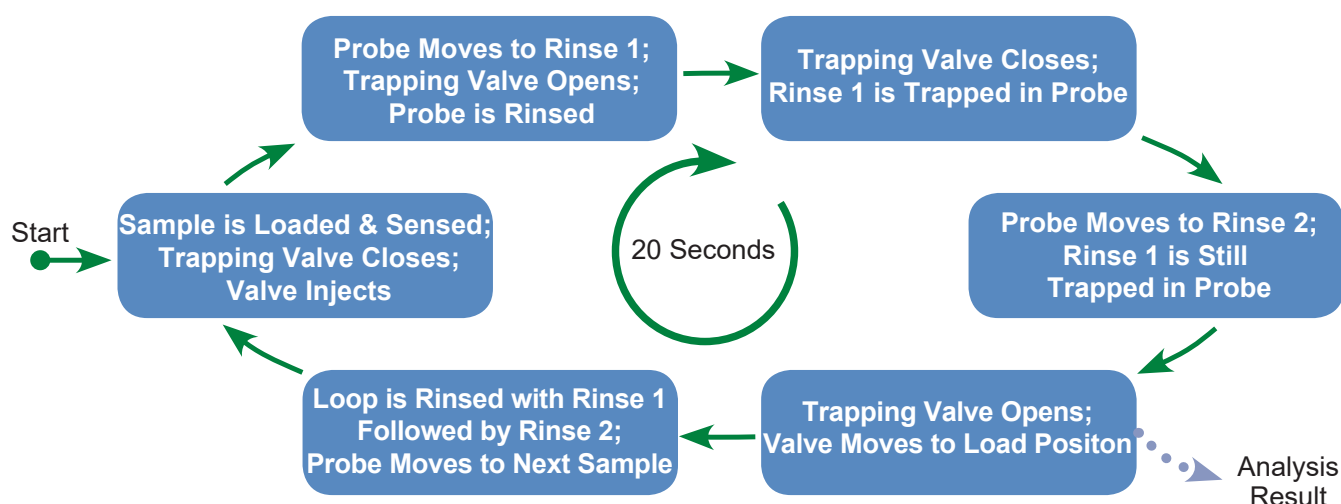 Start
Sample is Loaded & Sensed;
Trapping Valve Closes;
Valve Injects
Probe Moves to Rinse 1;
Trapping Valve Opens;
Probe is Rinsed
Trapping Valve Closes;
Rinse 1 is Trapped in Probe
Probe Moves to Rinse 2;
Rinse 1 is Still
Trapped in Probe
Trapping Valve Opens;
Valve Moves to Load Positon
Analysis
Result
Loop is Rinsed with Rinse 1
Followed by Rinse 2;
Probe Moves to Next Sample
20 Seconds